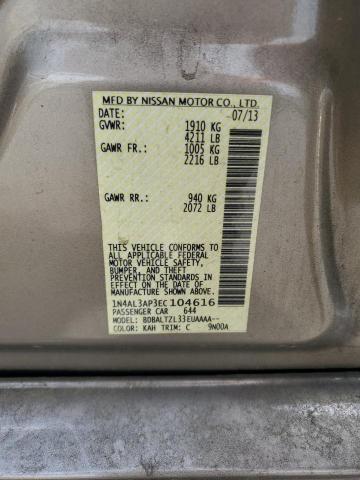 MFD BY NISSAN MOTOR CO., LTD.
DATE: 07/13
GVWR: 1910 KG
4211 LB
GAWR FR.: 1005 KG
2216 LB
GAWR RR.: 940 KG
2072 LB
THIS VEHICLE CONFORMS TO
ALL APPLICABLE FEDERAL
MOTOR VEHICLE SAFETY,
BUMPER, AND THEFT PREVENTION
STANDARDS IN EFFECT ON THE DATE
OF MANUFACTURE SHOWN ABOVE.
1N4AL3AP3EC104616
PASSENGER CAR 644
MODEL: BDBALTZL33EUAAAA--
COLOR: KAH TRIM: C 9N00A